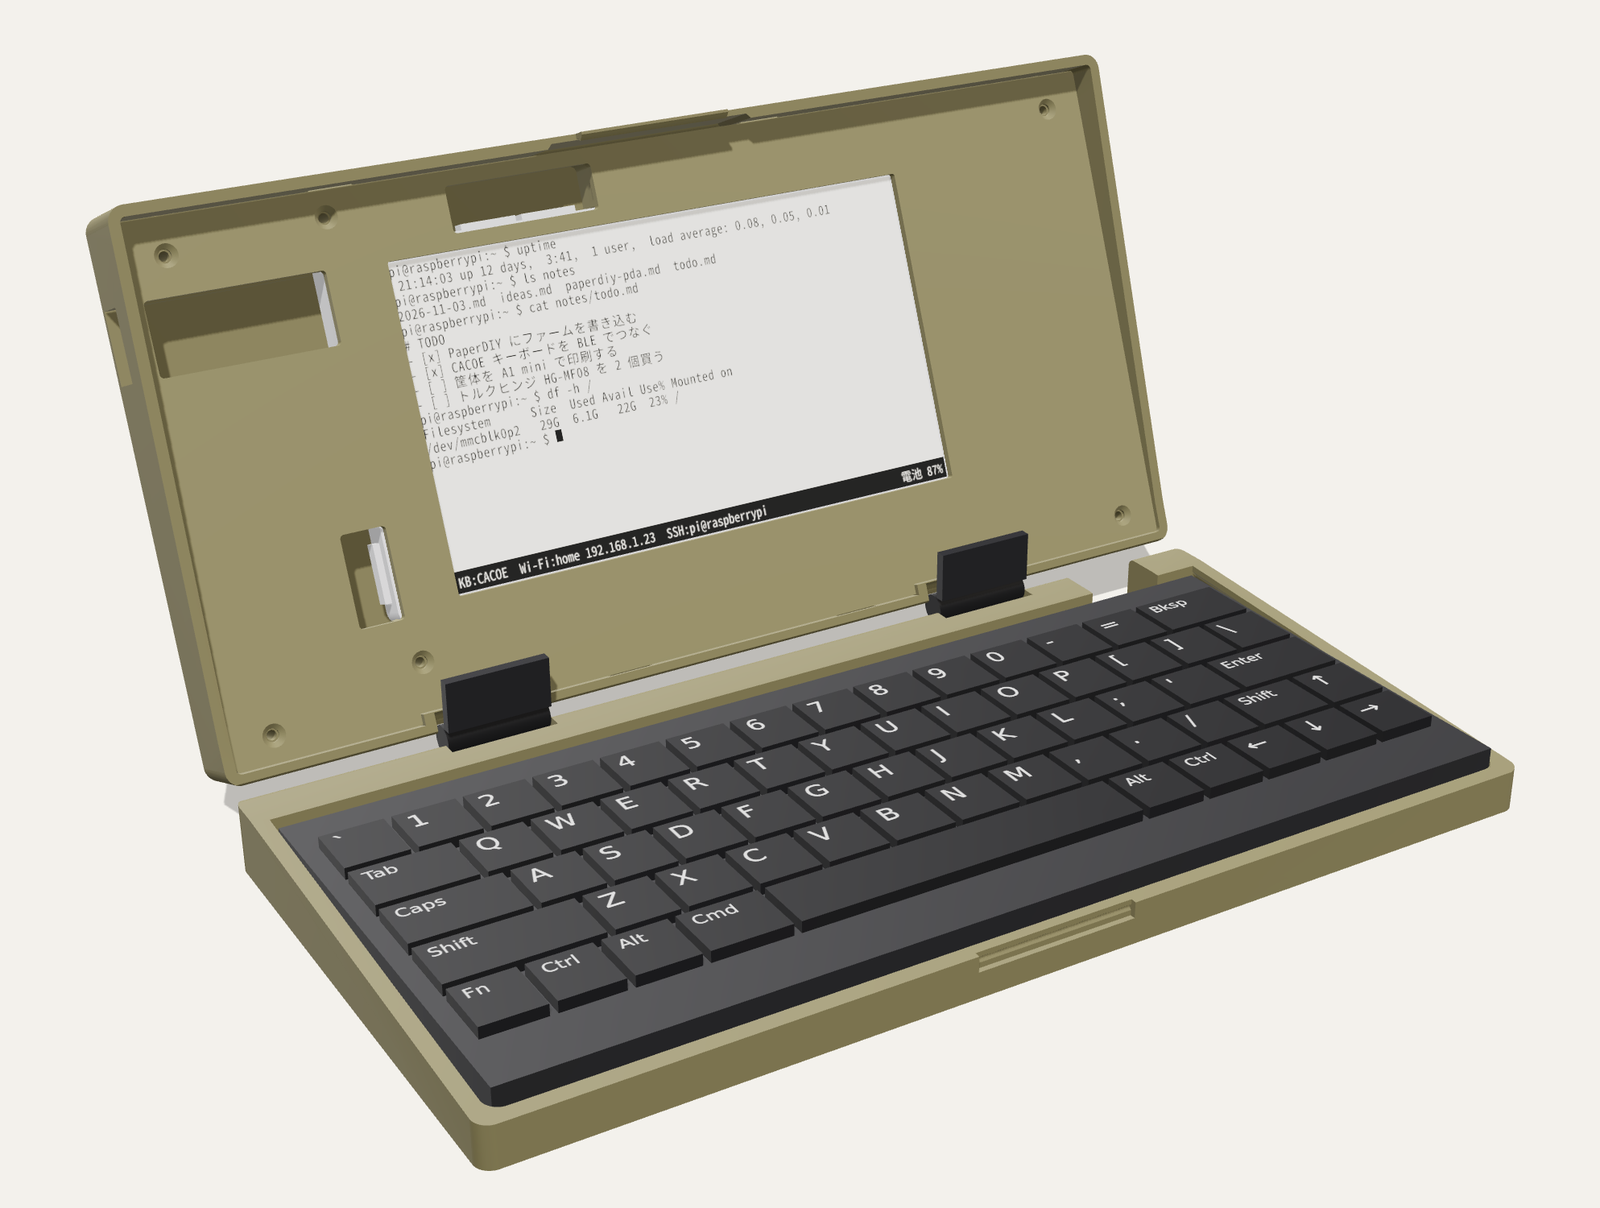 pi@raspberrypi:~ $ uptime
21:14:03 up 12 days, 3:41, 1 user, load average: 0.08, 0.05, 0.01
pi@raspberrypi:~ $ ls notes
2026-11-03.md ideas.md paperdiy-pda.md todo.md
pi@raspberrypi:~ $ cat notes/todo.md
# TODO
- [x] PaperDIY にファームを書き込む
- [x] CACOE キーボードを BLE でつなぐ
- [ ] 筐体を A1 mini で印刷する
- [ ] トルクヒンジ HG-MF08 を 2 個買う
pi@raspberrypi:~ $ df -h /
Filesystem Size Used Avail Use% Mounted on
/dev/mmcblk0p2 29G 6.1G 22G 23% /
pi@raspberrypi:~ $
KB:CACOE Wi-Fi:home 192.168.1.23 SSH:pi@raspberrypi 電池 87%
` 1 2 3 4 5 6 7 8 9 0 - = Bksp
Tab Q W E R T Y U I O P [ ] \
Caps A S D F G H J K L ; ' Enter
Shift Z X C V B N M , . / Shift ↑
Fn Ctrl Alt Cmd Alt Ctrl ← ↓ →